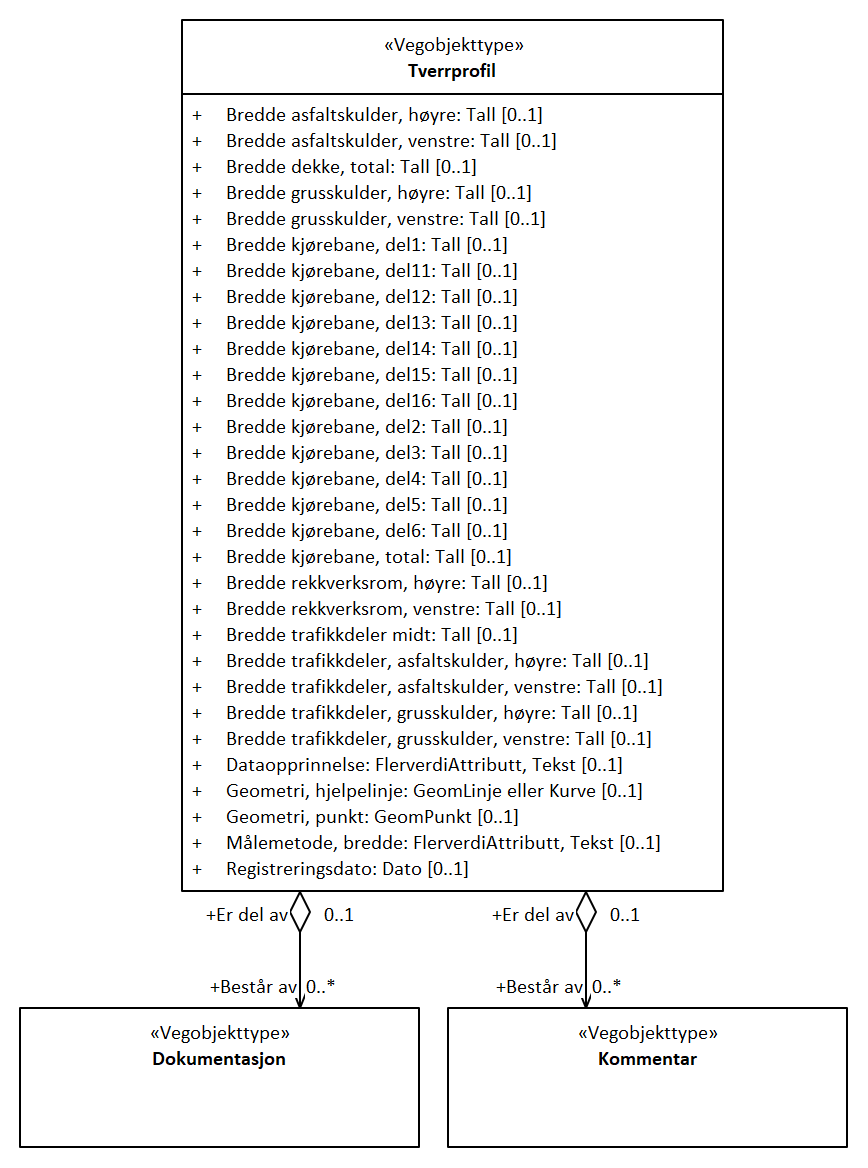 «Vegobjekttype»
Tverrprofil
+ Bredde asfaltskulder, høyre: Tall [0..1]
+ Bredde asfaltskulder, venstre: Tall [0..1]
+ Bredde dekke, total: Tall [0..1]
+ Bredde grusskulder, høyre: Tall [0..1]
+ Bredde grusskulder, venstre: Tall [0..1]
+ Bredde kjørebane, del1: Tall [0..1]
+ Bredde kjørebane, del11: Tall [0..1]
+ Bredde kjørebane, del12: Tall [0..1]
+ Bredde kjørebane, del13: Tall [0..1]
+ Bredde kjørebane, del14: Tall [0..1]
+ Bredde kjørebane, del15: Tall [0..1]
+ Bredde kjørebane, del16: Tall [0..1]
+ Bredde kjørebane, del2: Tall [0..1]
+ Bredde kjørebane, del3: Tall [0..1]
+ Bredde kjørebane, del4: Tall [0..1]
+ Bredde kjørebane, del5: Tall [0..1]
+ Bredde kjørebane, del6: Tall [0..1]
+ Bredde kjørebane, total: Tall [0..1]
+ Bredde rekkverksrom, høyre: Tall [0..1]
+ Bredde rekkverksrom, venstre: Tall [0..1]
+ Bredde trafikkdeler midt: Tall [0..1]
+ Bredde trafikkdeler, asfaltskulder, høyre: Tall [0..1]
+ Bredde trafikkdeler, asfaltskulder, venstre: Tall [0..1]
+ Bredde trafikkdeler, grusskulder, høyre: Tall [0..1]
+ Bredde trafikkdeler, grusskulder, venstre: Tall [0..1]
+ Dataopprinnelse: FlerverdiAttributt, Tekst [0..1]
+ Geometri, hjelpelinje: GeomLinje eller Kurve [0..1]
+ Geometri, punkt: GeomPunkt [0..1]
+ Målemetode, bredde: FlerverdiAttributt, Tekst [0..1]
+ Registreringsdato: Dato [0..1]
+Er del av 0..1
+Er del av 0..1
+Består av 0..*
+Består av 0..*
«Vegobjekttype»
Dokumentasjon
«Vegobjekttype»
Kommentar